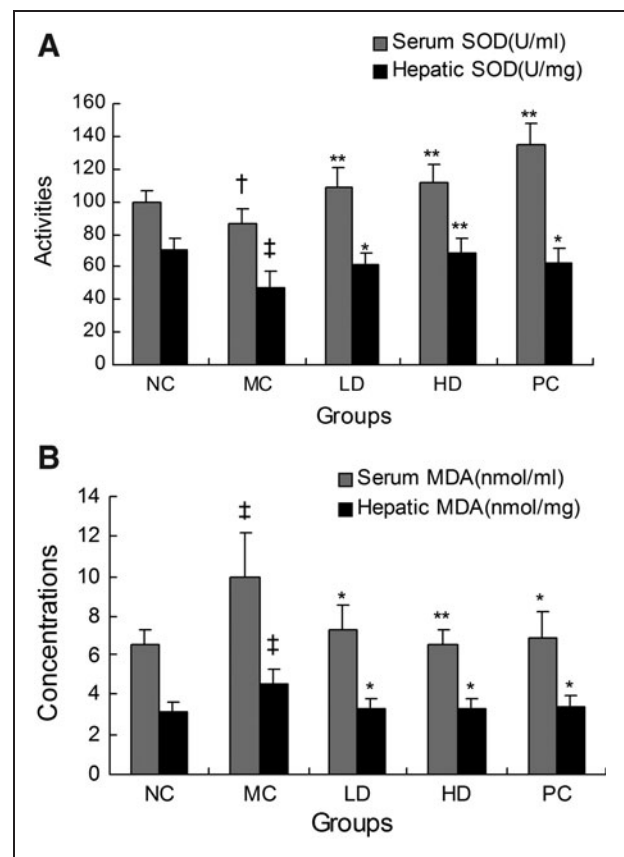 A
Serum SOD(U/ml)
Hepatic SOD(U/mg)
Activities
160
140
120
100
80
60
40
20
0
† ‡ ** * ** ** ** *
NC MC LD HD PC
Groups
B
Serum MDA(nmol/ml)
Hepatic MDA(nmol/mg)
Concentrations
14
12
10
8
6
4
2
0
‡ ‡ * * ** * * *
NC MC LD HD PC
Groups